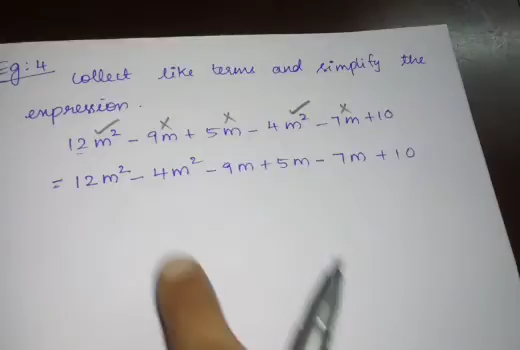 Eg: 4 collect like terms and simplify the
expression.
12m² - 9m + 5m - 4m² - 7m + 10
= 12m² - 4m² - 9m + 5m - 7m + 10